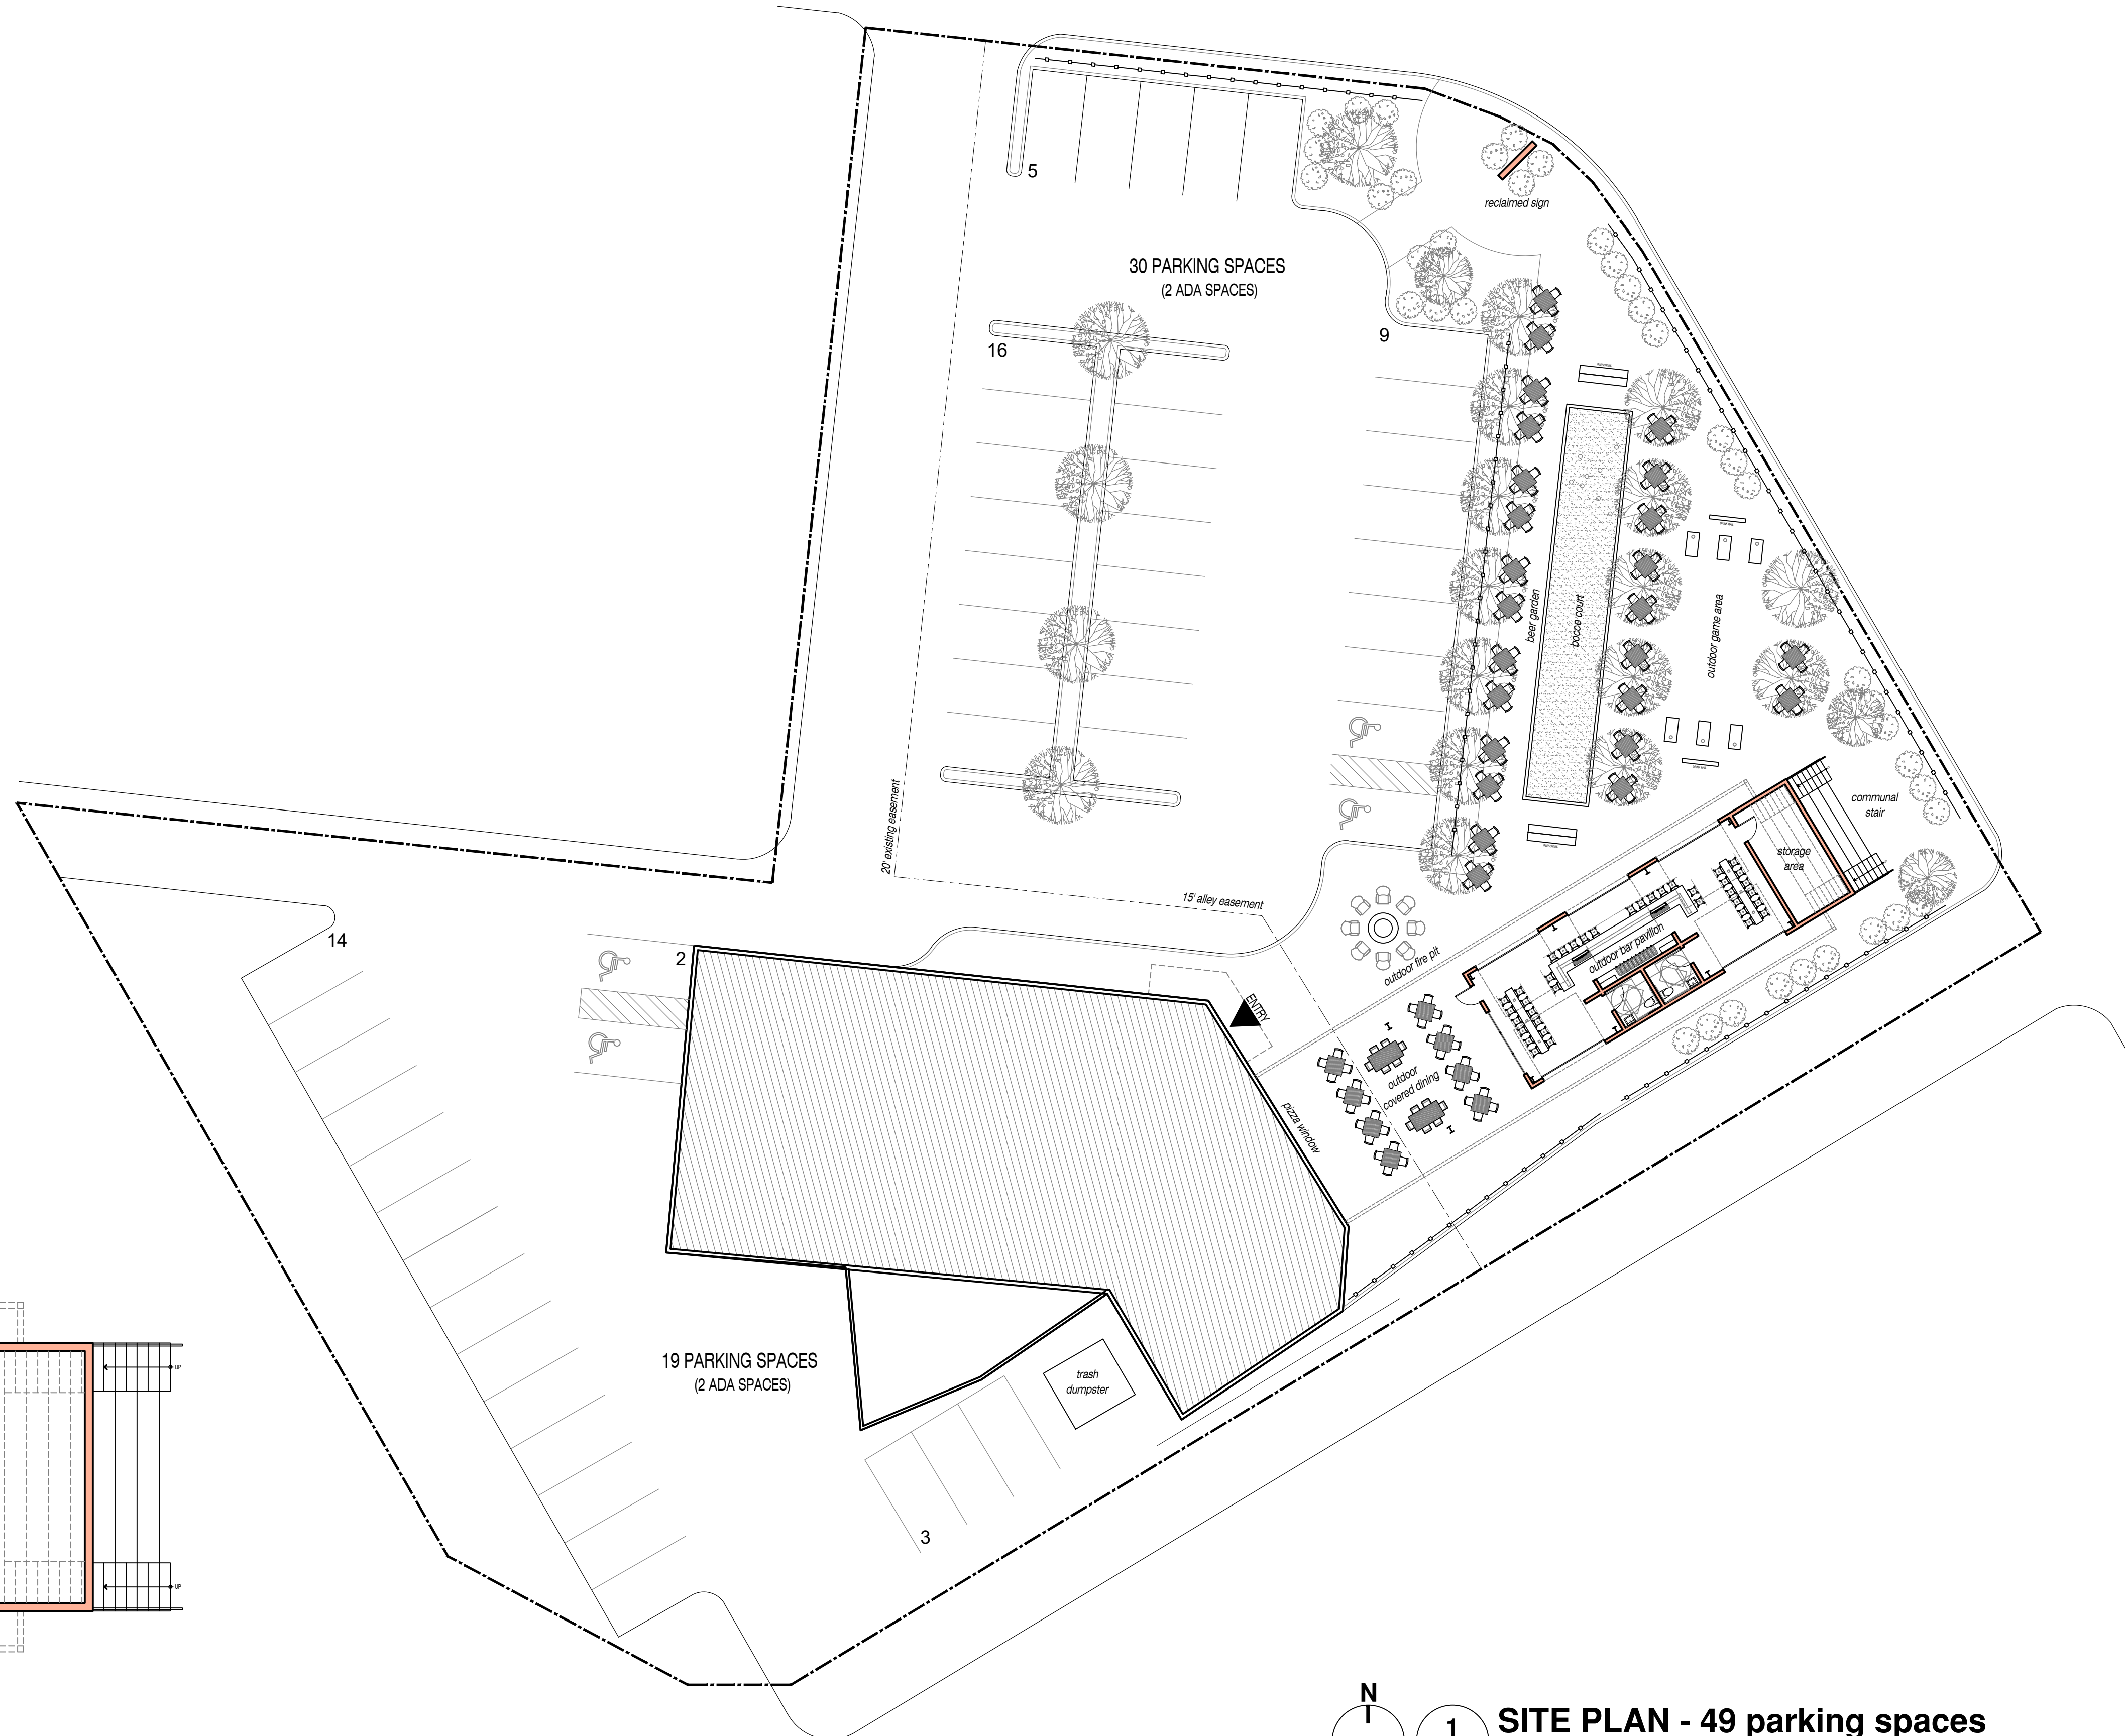 5
reclaimed sign
30 PARKING SPACES
(2 ADA SPACES)
16
9
beer garden
bocce court
outdoor game area
20' existing easement
15' alley easement
communal
stair
storage
area
outdoor bar pavilion
outdoor fire pit
14
2
ENTRY
outdoor
covered dining
pizza window
19 PARKING SPACES
(2 ADA SPACES)
trash
dumpster
3
UP
UP
N
1
SITE PLAN - 49 parking spaces